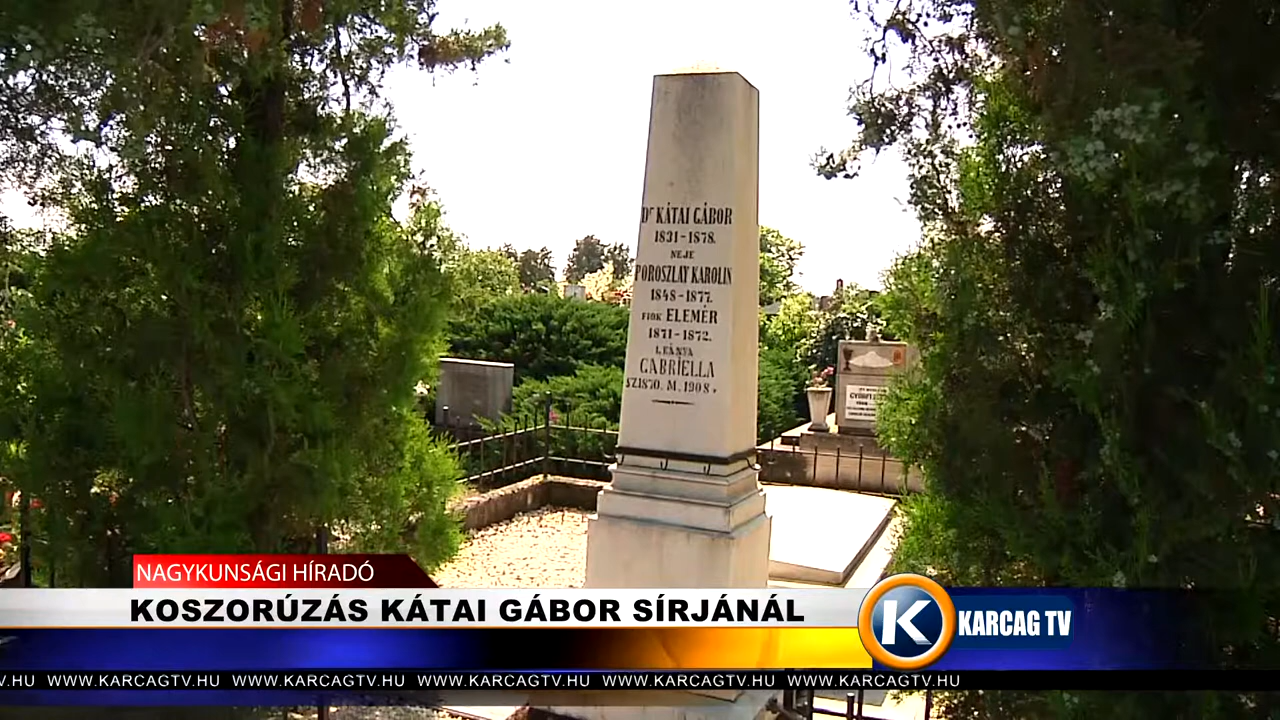 Dr KÁTAI GÁBOR
1831-1878.
NEJE
POROSZLAY KAROLIN
1848-1877.
FIOK ELEMÉR
1871-1872.
LEÁNYA
GABRIELLA
SZ.1870. M.1908.
NAGYKUNSÁGI HÍRADÓ
KOSZORÚZÁS KÁTAI GÁBOR SÍRJÁNÁL
K KARCAG TV
V.HU WWW.KARCAGTV.HU WWW.KARCAGTV.HU WWW.KARCAGTV.HU WWW.KARCAGTV.HU WWW.KARCAGTV.HU